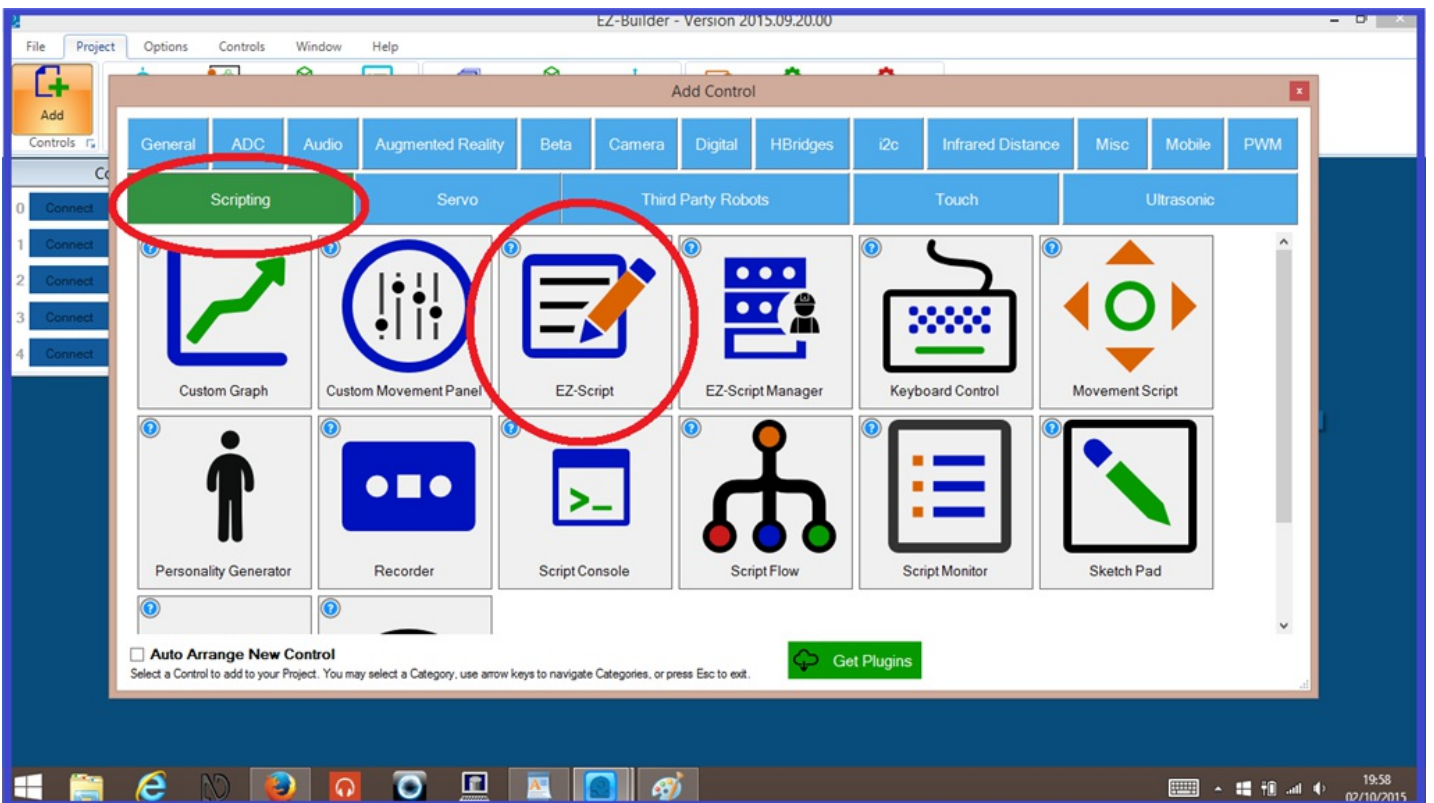 EZ-Builder - Version 2015.09.20.00
File Project Options Controls Window Help
Add
Controls
Add Control
General ADC Audio Augmented Reality Beta Camera Digital HBridges i2c Infrared Distance Misc Mobile PWM
Scripting Servo Third Party Robots Touch Ultrasonic
0 Connect
1 Connect
2 Connect
3 Connect
4 Connect
Custom Graph Custom Movement Panel EZ-Script EZ-Script Manager Keyboard Control Movement Script
Personality Generator Recorder Script Console Script Flow Script Monitor Sketch Pad
Auto Arrange New Control
Select a Control to add to your Project. You may select a Category, use arrow keys to navigate Categories, or press Esc to exit.
Get Plugins
19:58
02/10/2015